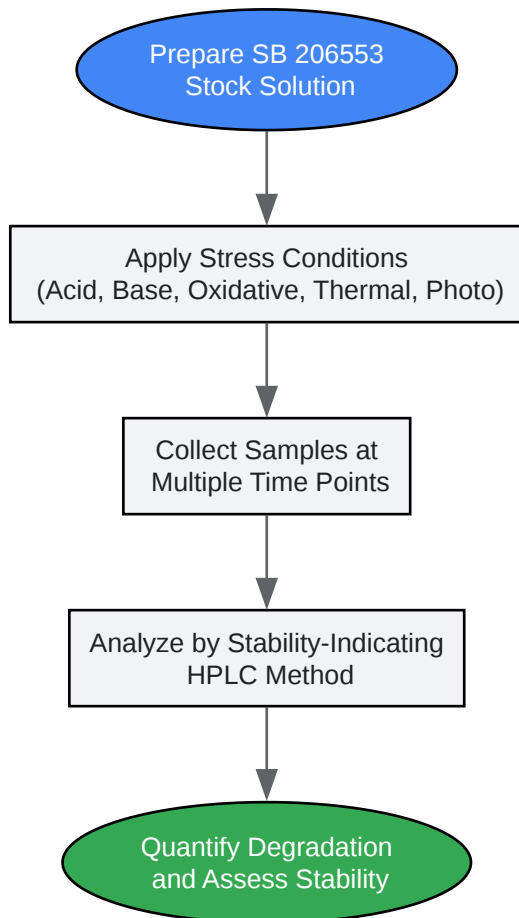 Prepare SB 206553
Stock Solution
Apply Stress Conditions
(Acid, Base, Oxidative, Thermal, Photo)
Collect Samples at
Multiple Time Points
Analyze by Stability-Indicating
HPLC Method
Quantify Degradation
and Assess Stability